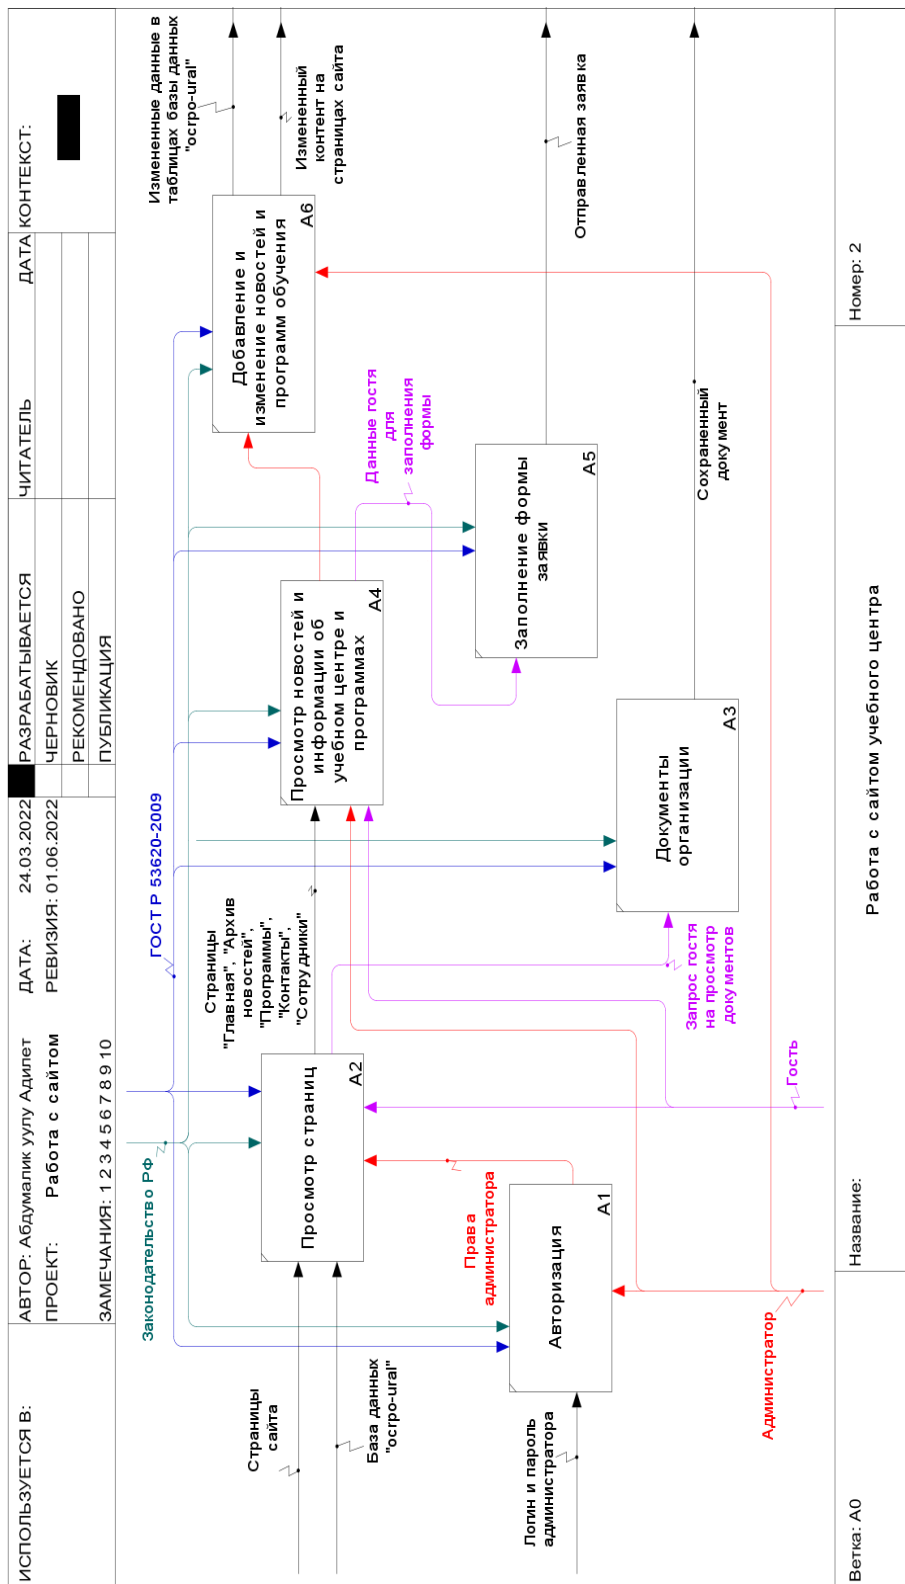 ИСПОЛЬЗУЕТСЯ В:
АВТОР: Абдумалик уулу Адилет
ДАТА: 24.03.2022
ПРОЕКТ: Работа с сайтом
РЕВИЗИЯ: 01.06.2022
ЗАМЕЧАНИЯ: 1 2 3 4 5 6 7 8 9 10
РАЗРАБАТЫВАЕТСЯ
ЧЕРНОВИК
РЕКОМЕНДОВАНО
ПУБЛИКАЦИЯ
ЧИТАТЕЛЬ
ДАТА
КОНТЕКСТ:
Законодательство РФ
ГОСТ Р 53620-2009
Измененные данные в
таблицах базы данных
"ocrpo-ural"
Измененный
контент на
страницах сайта
Добавление и
изменение новостей и
программ обучения
A6
Страницы
сайта
База данных
"ocrpo-ural"
Просмотр страниц
A2
Страницы
"Главная", "Архив
новостей",
"Программы",
"Контакты",
"Сотрудники"
Просмотр новостей и
информации об
учебном центре и
программах
A4
Данные гостя
для
заполнения
формы
Права
администратора
Логин и пароль
администратора
Авторизация
A1
Заполнение формы
заявки
A5
Отправленная заявка
Запрос гостя
на просмотр
документов
Документы
организации
A3
Сохраненный
документ
Администратор
Гость
Ветка: A0
Название:
Работа с сайтом учебного центра
Номер: 2